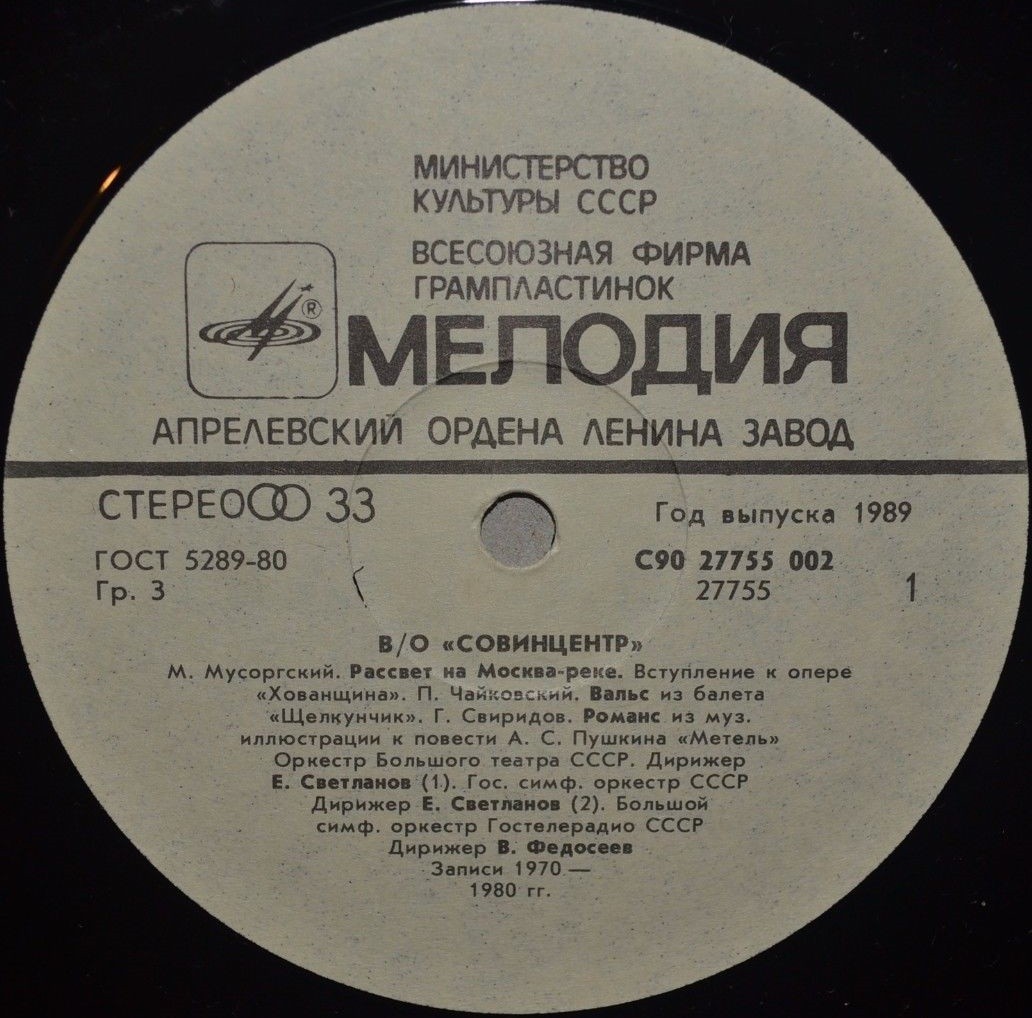 МИНИСТЕРСТВО
КУЛЬТУРЫ СССР
ВСЕСОЮЗНАЯ ФИРМА
ГРАМПЛАСТИНОК
®
МЕЛОДИЯ
АПРЕЛЕВСКИЙ ОРДЕНА ЛЕНИНА ЗАВОД
СТЕРЕО 33
Год выпуска 1989
ГОСТ 5289-80
С90 27755 002
Гр. 3
27755
1
В/О «СОВИНЦЕНТР»
М. Мусоргский. Рассвет на Москва-реке. Вступление к опере
«Хованщина». П. Чайковский. Вальс из балета
«Щелкунчик». Г. Свиридов. Романс из муз.
иллюстрации к повести А. С. Пушкина «Метель»
Оркестр Большого театра СССР. Дирижер
Е. Светланов (1). Гос. симф. оркестр СССР
Дирижер Е. Светланов (2). Большой
симф. оркестр Гостелерадио СССР
Дирижер В. Федосеев
Записи 1970 —
1980 гг.